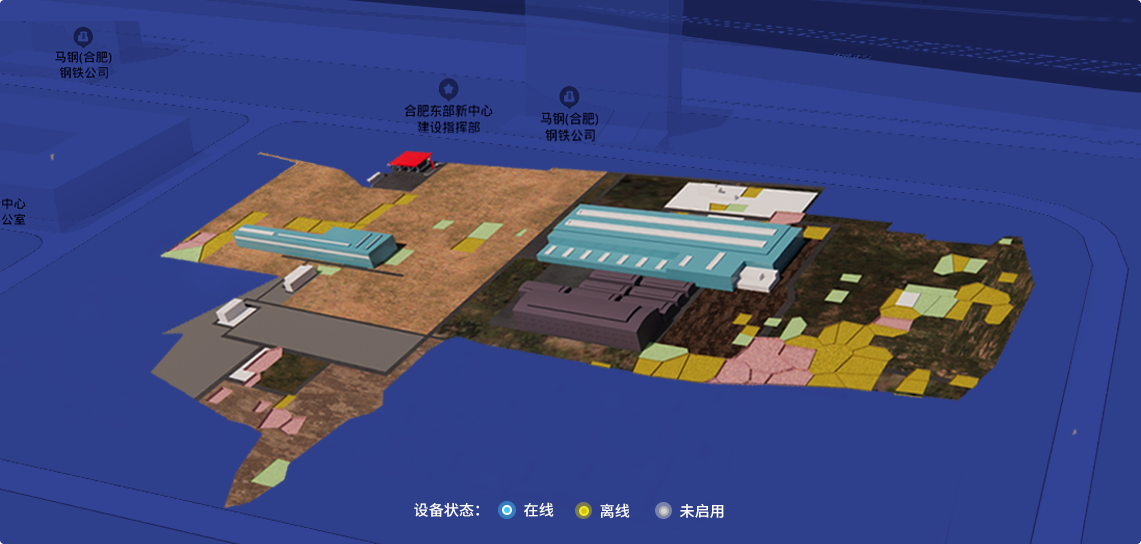 马钢(合肥)
钢铁公司
合肥东部新中心
建设指挥部
马钢(合肥)
钢铁公司
中心
公室
设备状态： 在线 离线 未启用